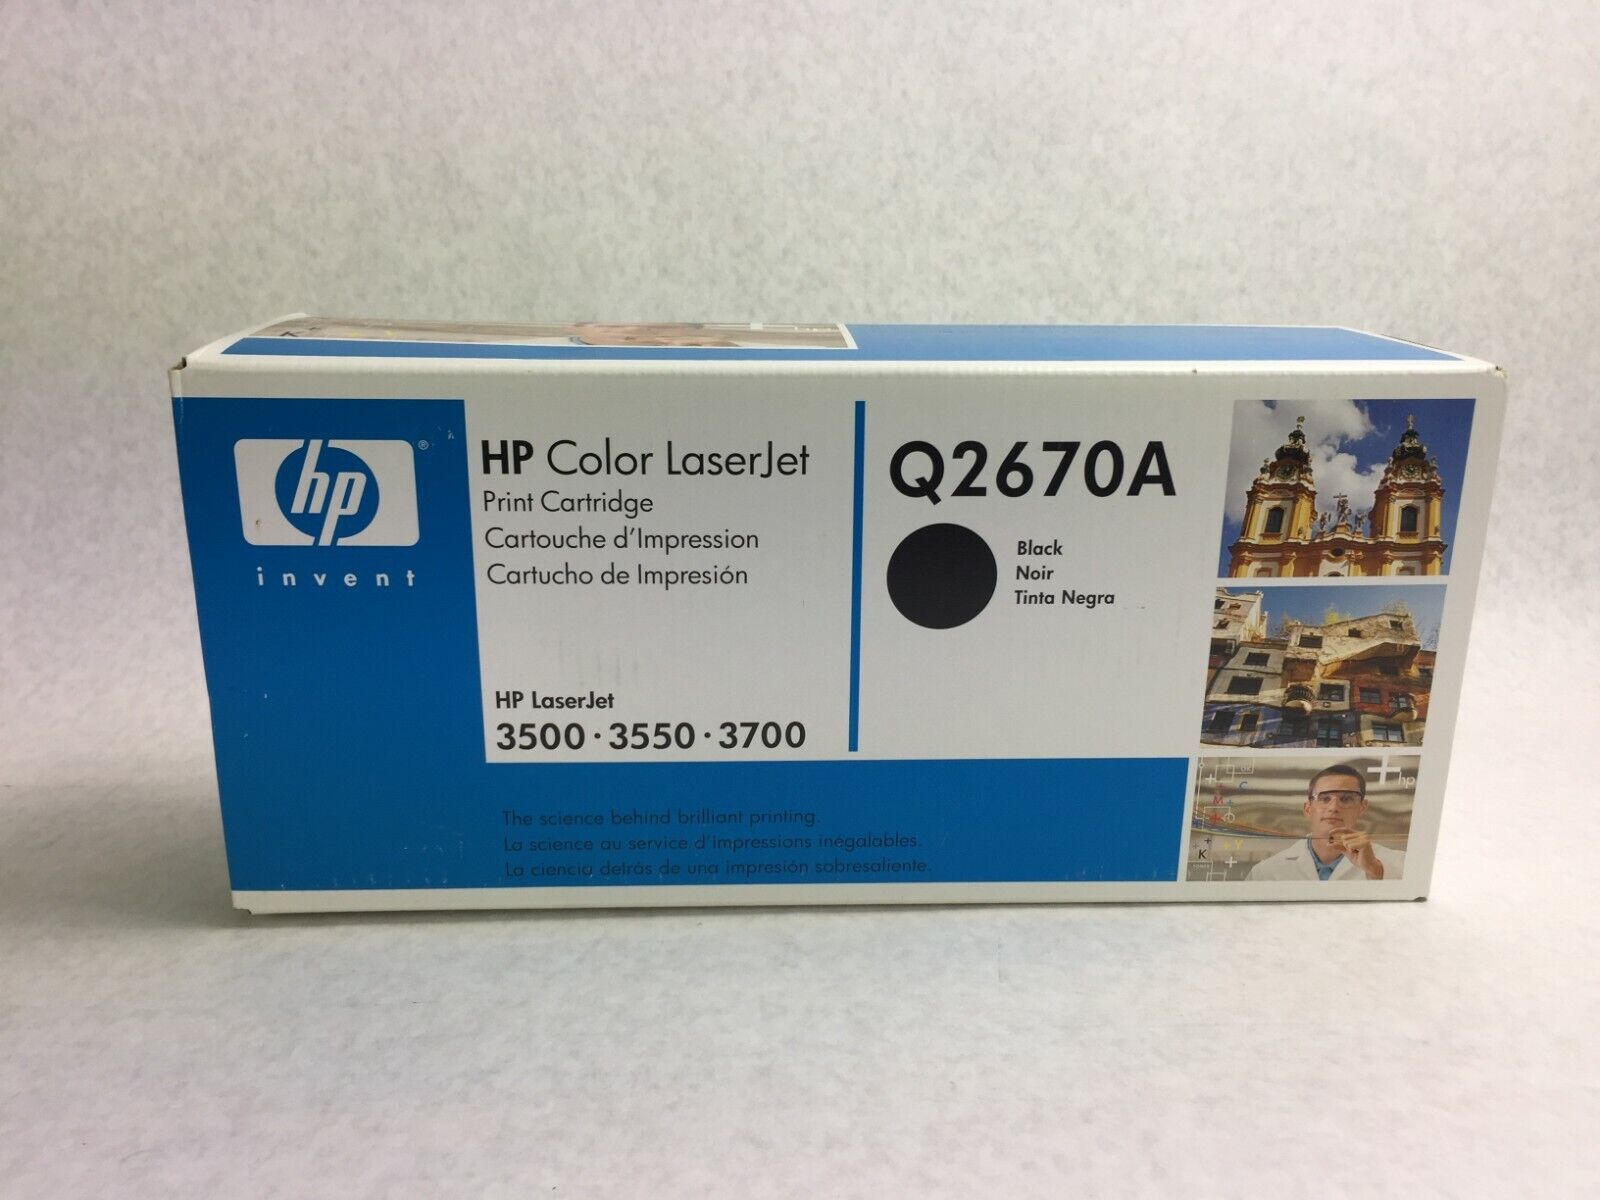 hp
®
invent
HP Color LaserJet
Print Cartridge
Cartouche d'Impression
Cartucho de Impresión
HP LaserJet
3500 · 3550 · 3700
Q2670A
Black
Noir
Tinta Negra
The science behind brilliant printing.
La science au service d'impressions inégalables.
La ciencia detrás de una impresión sobresaliente.
+hp
C
M
Y
K
K
Y